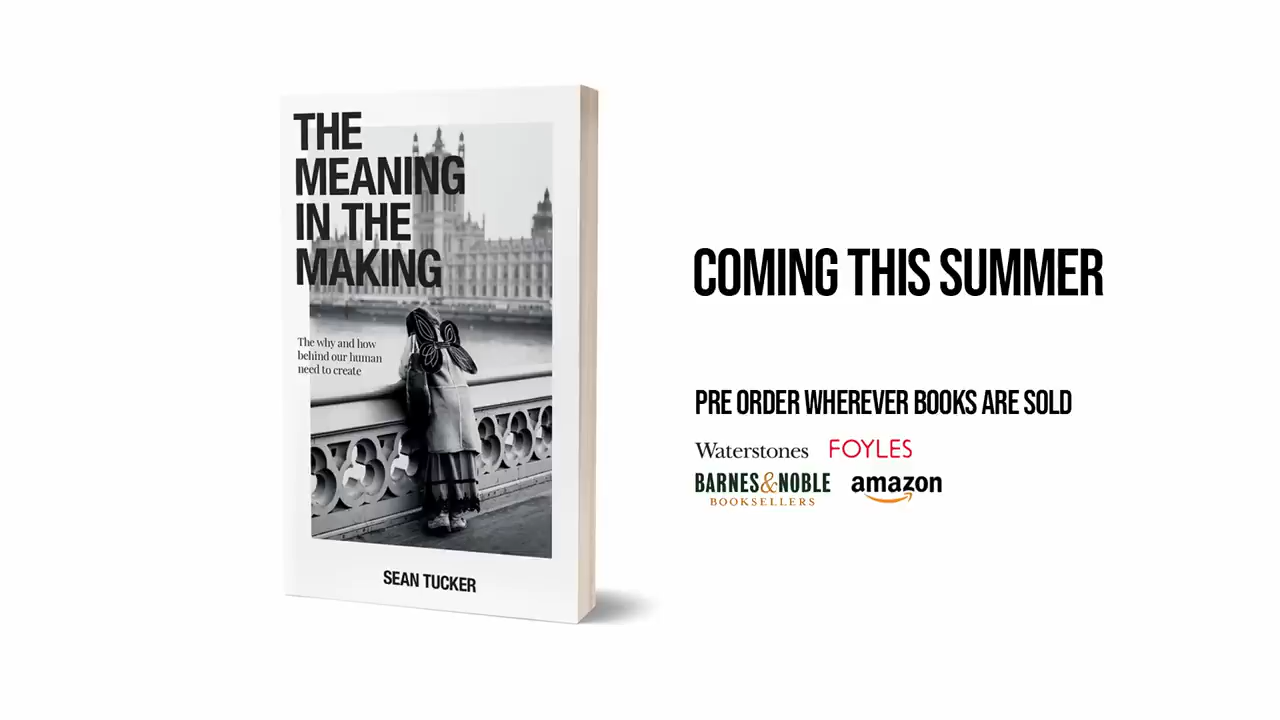 THE
MEANING
IN THE
MAKING
The why and how
behind our human
need to create
SEAN TUCKER
COMING THIS SUMMER
PRE ORDER WHEREVER BOOKS ARE SOLD
Waterstones FOYLES
BARNES&NOBLE amazon
BOOKSELLERS